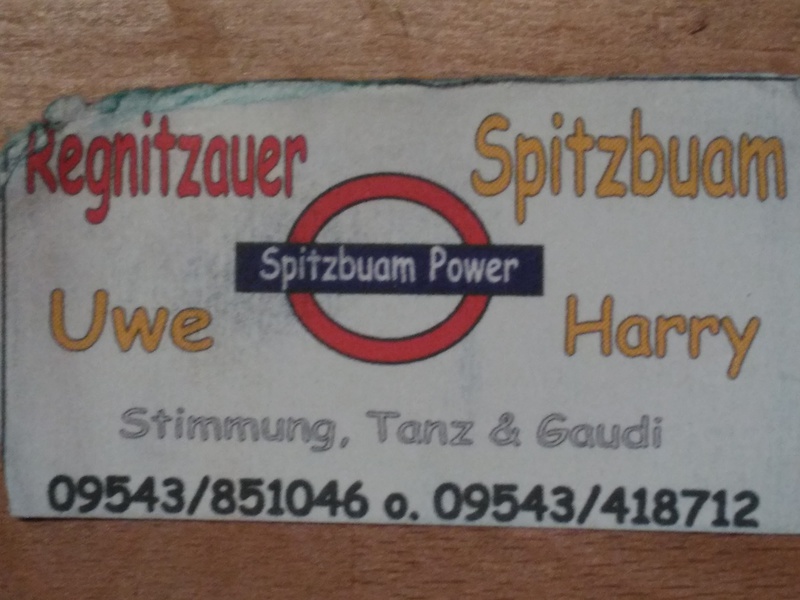 Regnitzauer Spitzbuam
Spitzbuam Power
Uwe Harry
Stimmung, Tanz & Gaudi
09543/851046 o. 09543/418712